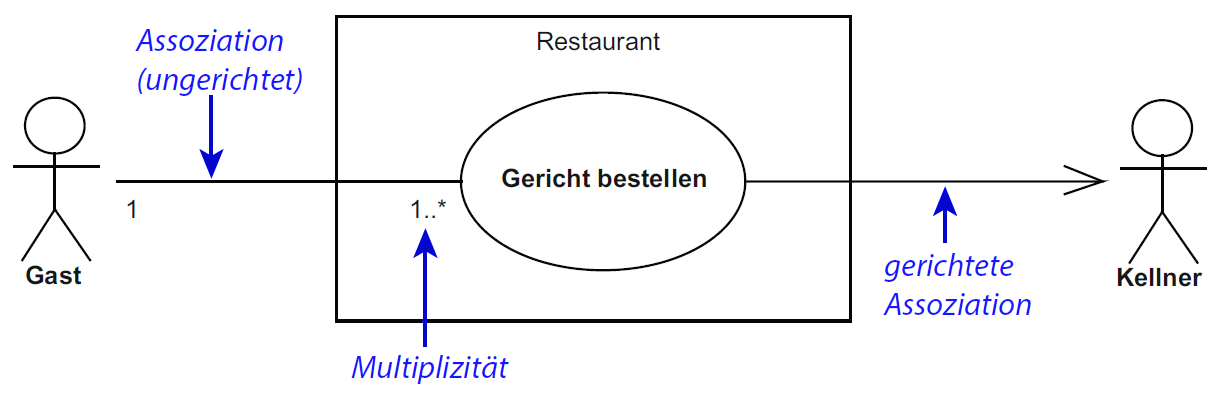 Assoziation
(ungerichtet)
Restaurant
Gericht bestellen
1
1..*
Gast
gerichtete
Assoziation
Kellner
Multiplizität